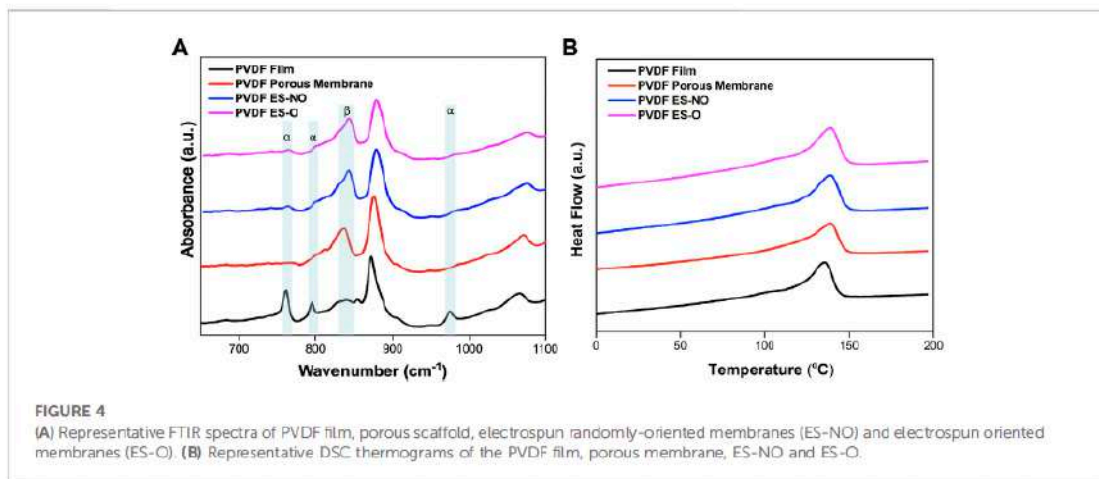 A
PVDF Film
PVDF Porous Membrane
PVDF ES-NO
PVDF ES-O
α
α
β
α
Absorbance (a.u.)
700
800
900
1000
1100
Wavenumber (cm⁻¹)
B
PVDF Film
PVDF Porous Membrane
PVDF ES-NO
PVDF ES-O
Heat Flow (a.u.)
0
50
100
150
200
Temperature (°C)
FIGURE 4
(A) Representative FTIR spectra of PVDF film, porous scaffold, electrospun randomly-oriented membranes (ES-NO) and electrospun oriented
membranes (ES-O). (B) Representative DSC thermograms of the PVDF film, porous membrane, ES-NO and ES-O.